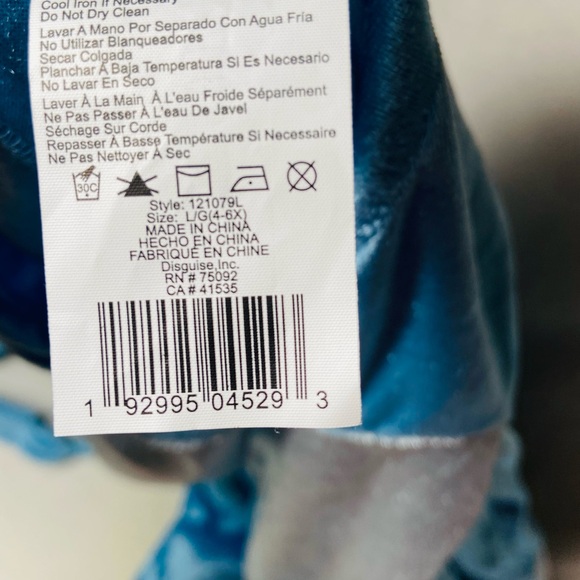 Cool Iron If Necessary
Do Not Dry Clean
Lavar A Mano Por Separado Con Agua Fría
No Utilizar Blanqueadores
Secar Colgada
Planchar Á Baja Temperatura Si Es Necesario
No Lavar En Seco
Laver À La Main À L'eau Froide Séparément
Ne Pas Passer À L'eau De Javel
Séchage Sur Corde
Repasser À Basse Température Si Necessaire
Ne Pas Nettoyer À Sec
30C
Style: 121079L
Size: L/G(4-6X)
MADE IN CHINA
HECHO EN CHINA
FABRIQUÉ EN CHINE
Disguise,Inc.
RN # 75092
CA # 41535
1 92995 04529 3